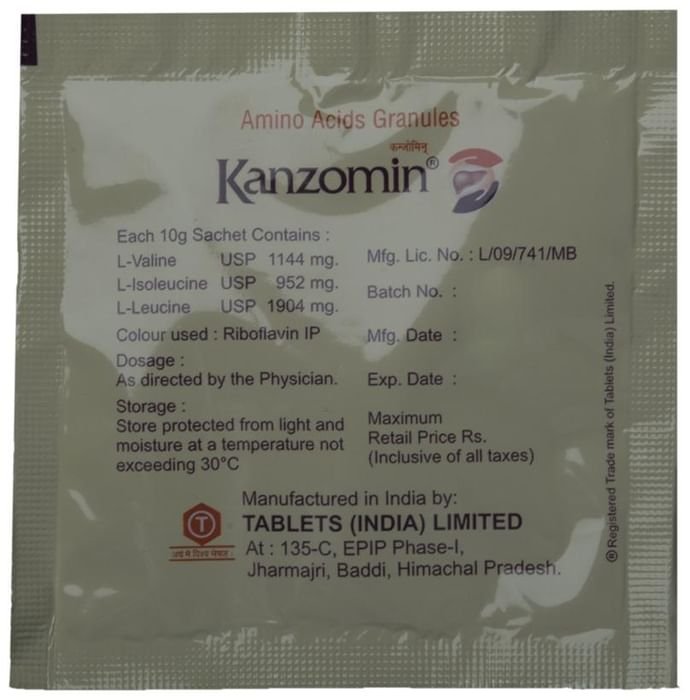 Amino Acids Granules
कन्जोमिन्
Kanzomin®
Each 10g Sachet Contains :
L-Valine USP 1144 mg.
L-Isoleucine USP 952 mg.
L-Leucine USP 1904 mg.
Colour used : Riboflavin IP
Dosage :
As directed by the Physician.
Storage :
Store protected from light and
moisture at a temperature not
exceeding 30°C
Mfg. Lic. No. : L/09/741/MB
Batch No. :
Mfg. Date :
Exp. Date :
Maximum
Retail Price Rs.
(Inclusive of all taxes)
Manufactured in India by:
TABLETS (INDIA) LIMITED
At : 135-C, EPIP Phase-I,
Jharmajri, Baddi, Himachal Pradesh.
T
अयं मे विश्व भेषजः
® Registered Trade mark of Tablets (India) Limited.